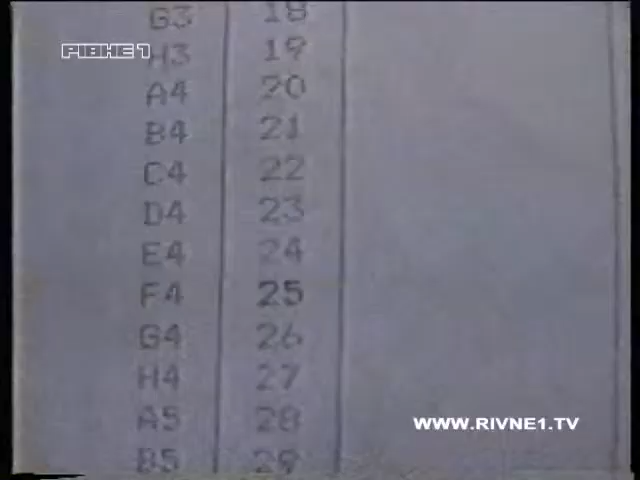 G3 18
РІВНЕ 1
H3 19
A4 20
B4 21
C4 22
D4 23
E4 24
F4 25
G4 26
H4 27
A5 28
WWW.RIVNE1.TV
B5 29